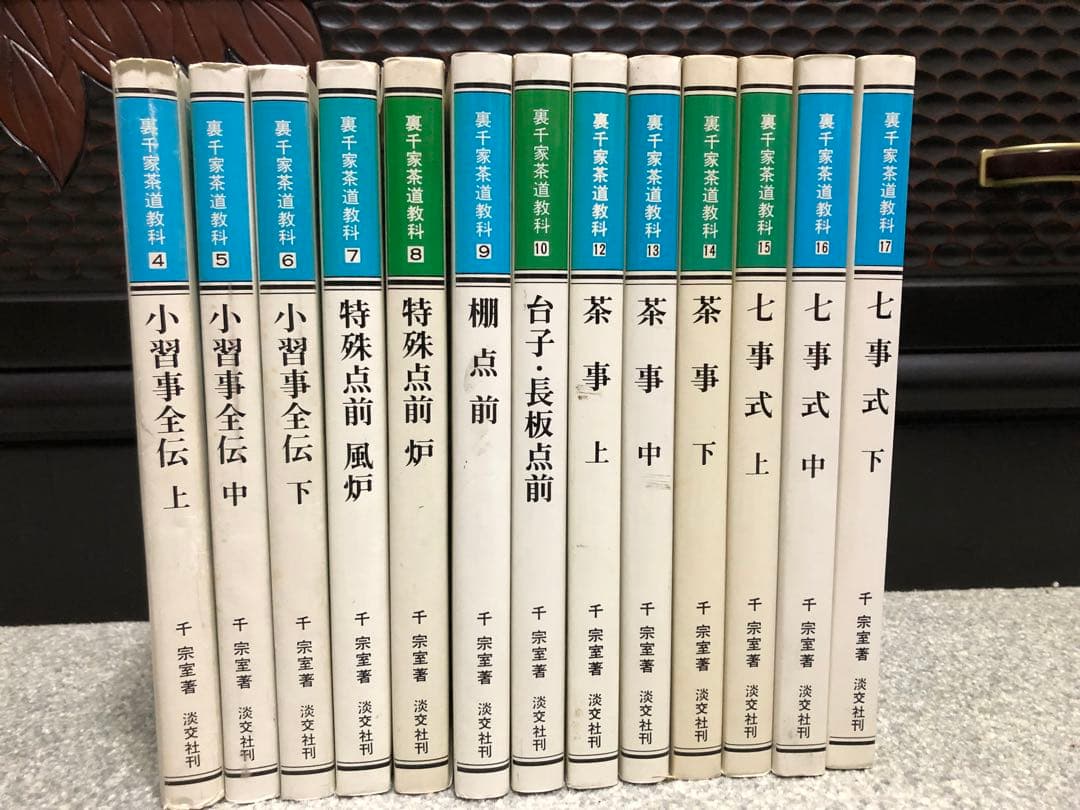 裏千家茶道教科 4
小習事全伝 上
千 宗室著 淡交社刊
裏千家茶道教科 5
小習事全伝 中
千 宗室著 淡交社刊
裏千家茶道教科 6
小習事全伝 下
千 宗室著 淡交社刊
裏千家茶道教科 7
特殊点前 風炉
千 宗室著 淡交社刊
裏千家茶道教科 8
特殊点前 炉
千 宗室著 淡交社刊
裏千家茶道教科 9
棚点前
千 宗室著 淡交社刊
裏千家茶道教科 10
台子・長板点前
千 宗室著 淡交社刊
裏千家茶道教科 12
茶事 上
千 宗室著 淡交社刊
裏千家茶道教科 13
茶事 中
千 宗室著 淡交社刊
裏千家茶道教科 14
茶事 下
千 宗室著 淡交社刊
裏千家茶道教科 15
七事式 上
千 宗室著 淡交社刊
裏千家茶道教科 16
七事式 中
千 宗室著 淡交社刊
裏千家茶道教科 17
七事式 下
千 宗室著 淡交社刊